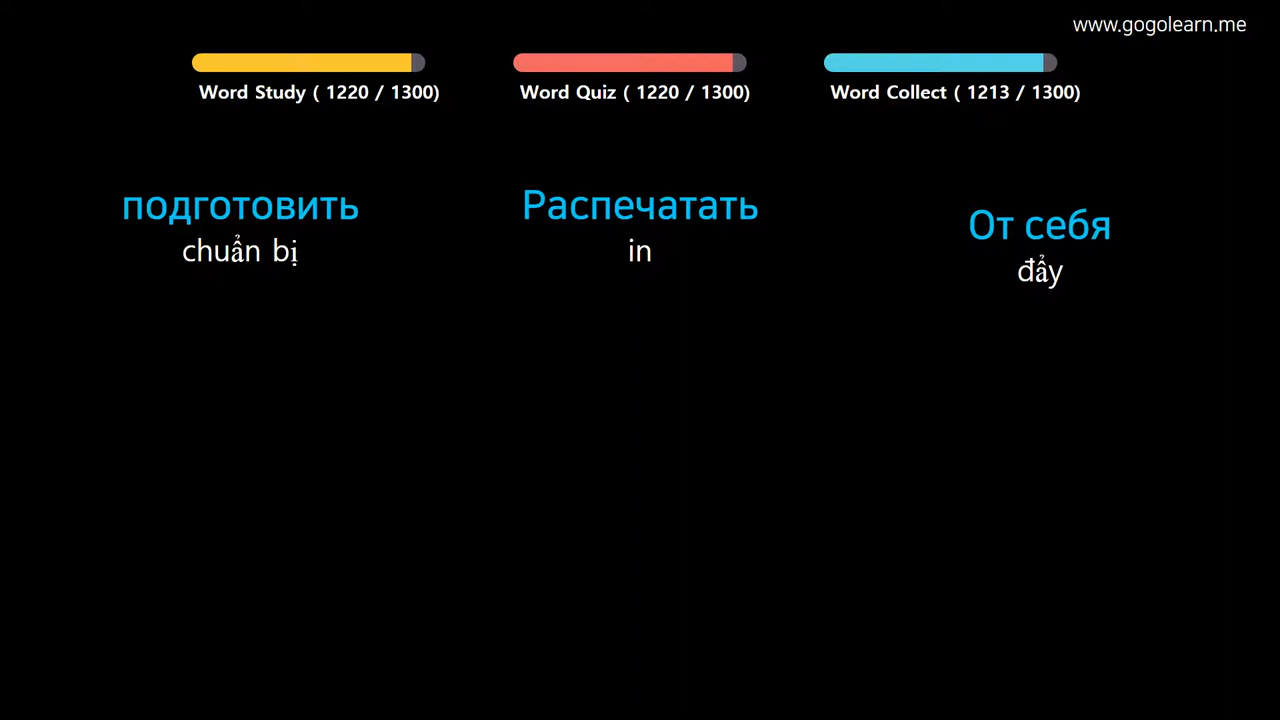 www.gogolearn.me
Word Study ( 1220 / 1300)
Word Quiz ( 1220 / 1300)
Word Collect ( 1213 / 1300)
подготовить
chuẩn bị
Распечатать
in
От себя
đẩy